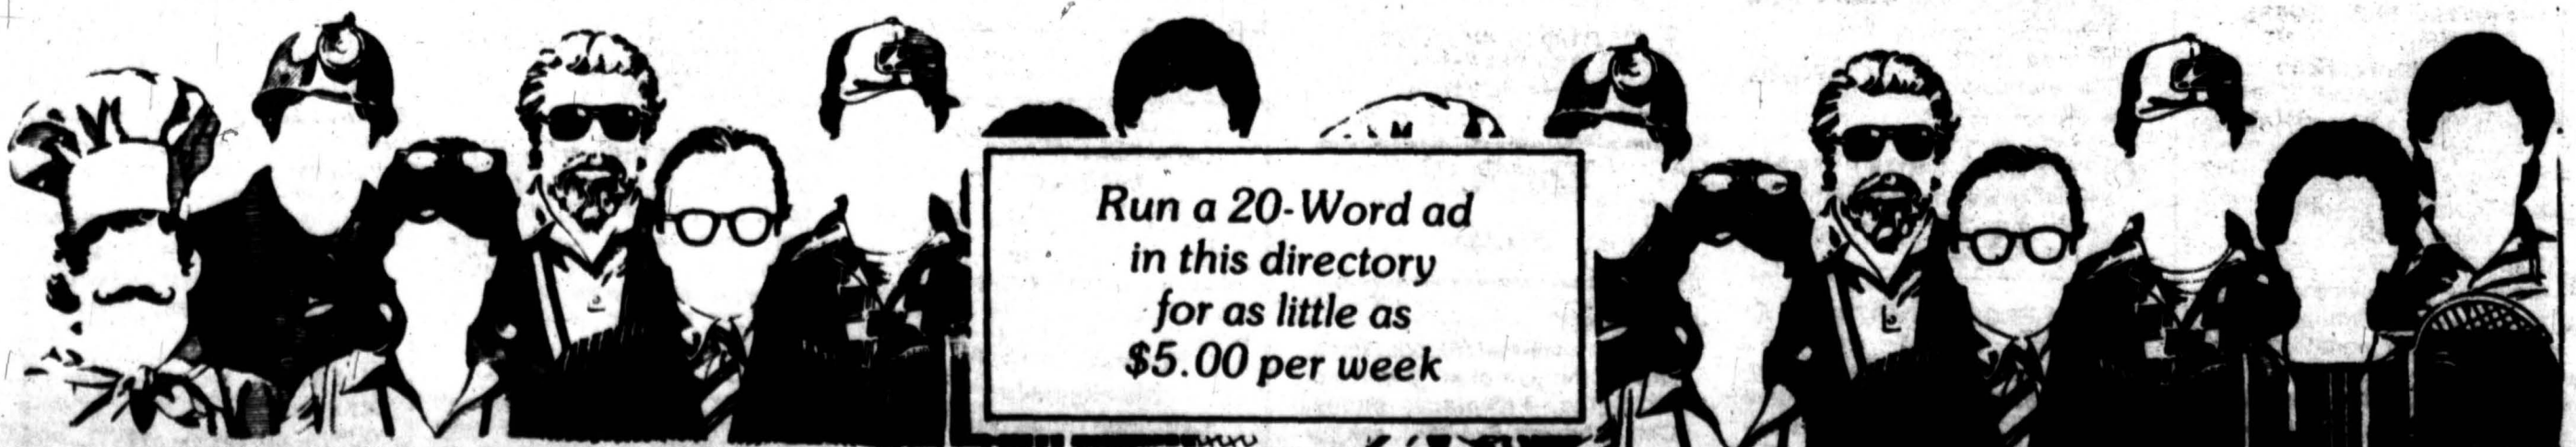 Run a 20-Word ad
in this directory
for as little as
$5.00 per week